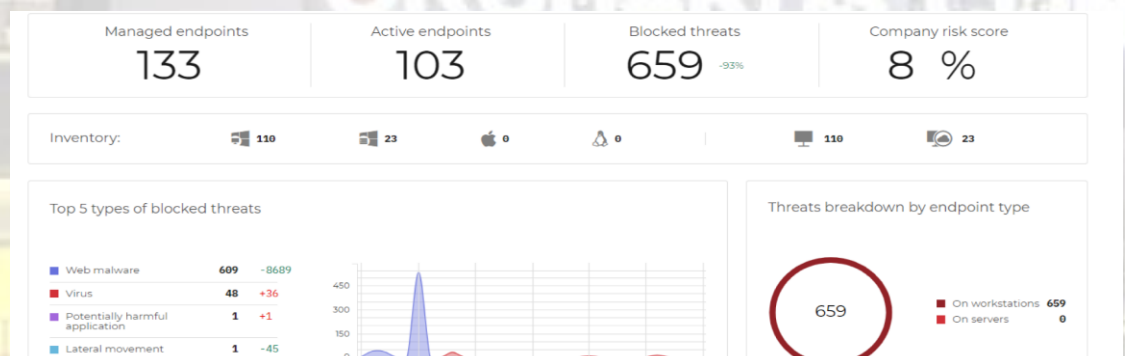 Managed endpoints
Active endpoints
Blocked threats
Company risk score
133
103
659 -93%
8 %
Inventory: 110 23 0 0 110 23
Top 5 types of blocked threats
Web malware 609 -8689
Virus 48 +36
Potentially harmful
application 1 +1
Lateral movement 1 -45
450
300
150
0
Threats breakdown by endpoint type
659
On workstations 659
On servers 0